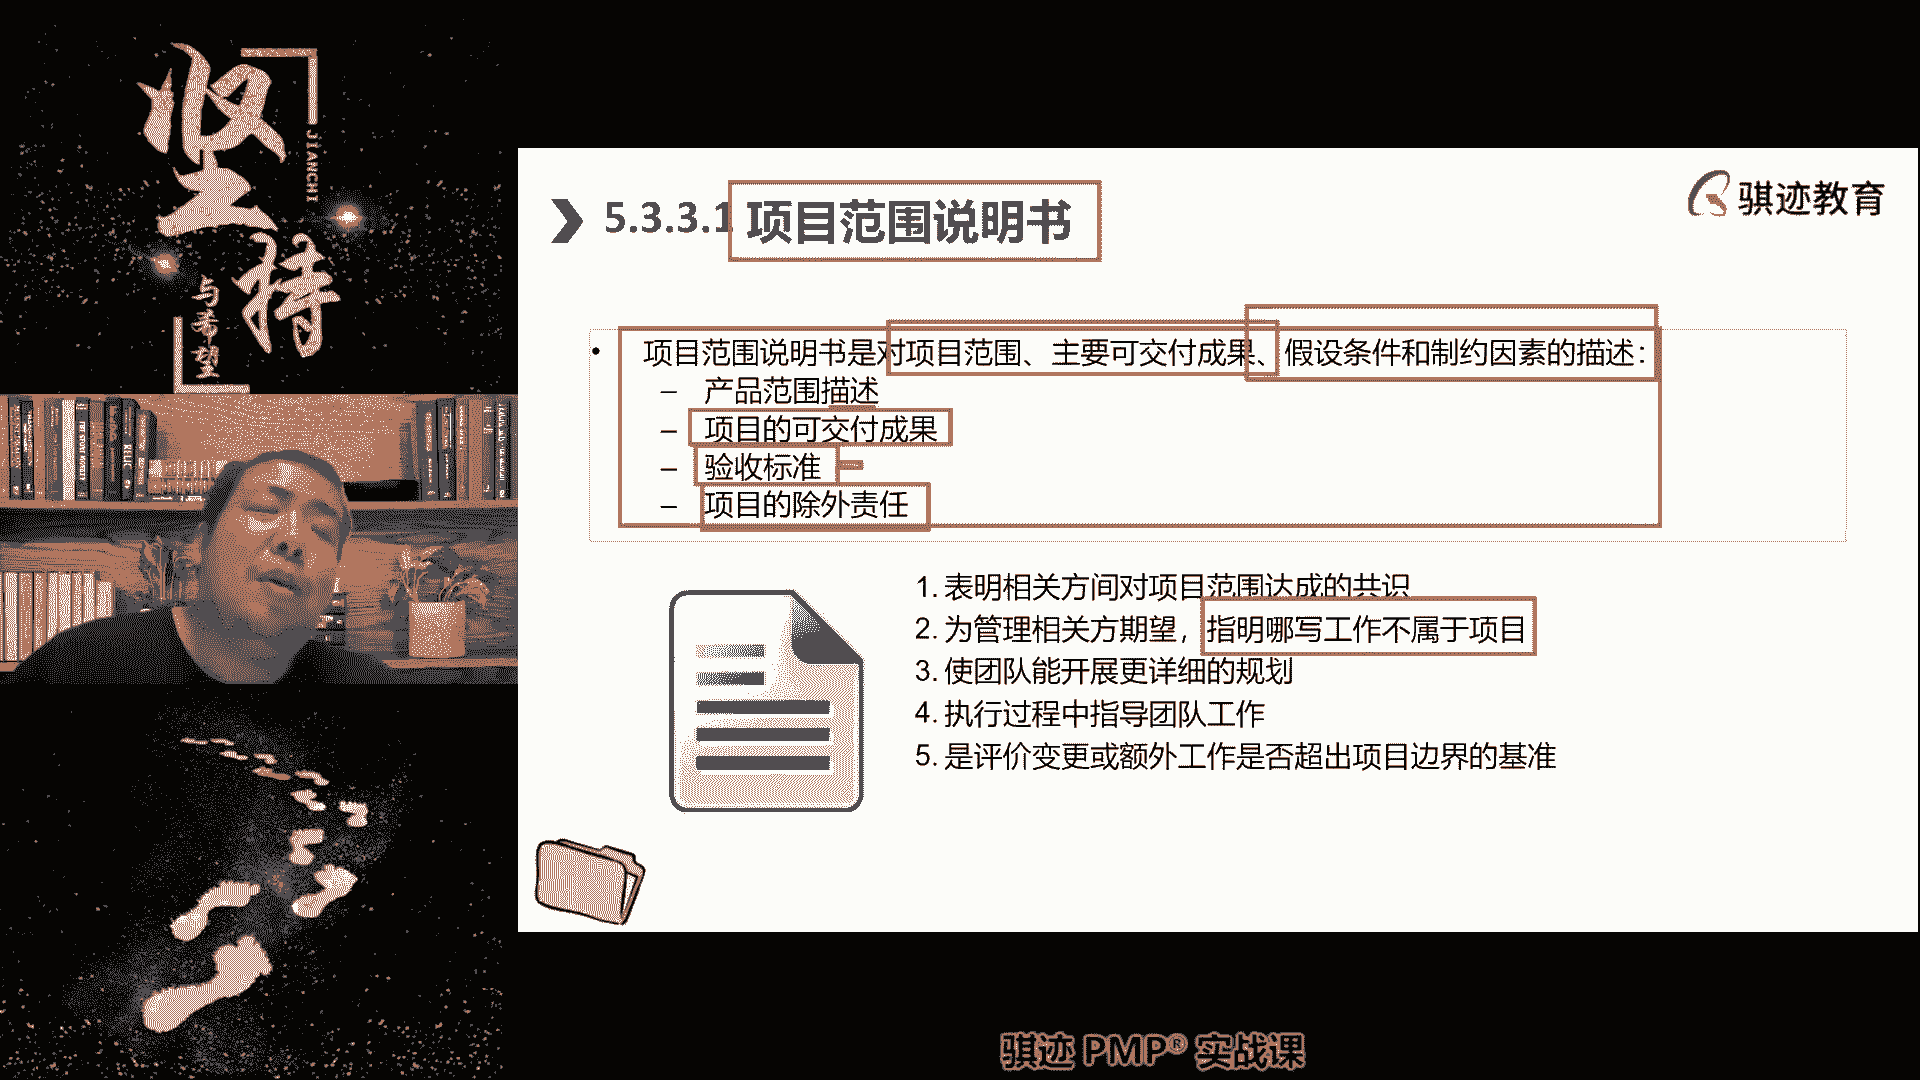 坚持
JIANCHI
与希望
5.3.3.1 项目范围说明书
骐迹教育
• 项目范围说明书是对项目范围、主要可交付成果、假设条件和制约因素的描述：
– 产品范围描述
– 项目的可交付成果
– 验收标准
– 项目的除外责任
1. 表明相关方间对项目范围达成的共识
2. 为管理相关方期望，指明哪写工作不属于项目
3. 使团队能开展更详细的规划
4. 执行过程中指导团队工作
5. 是评价变更或额外工作是否超出项目边界的基准
骐迹 PMP® 实战课